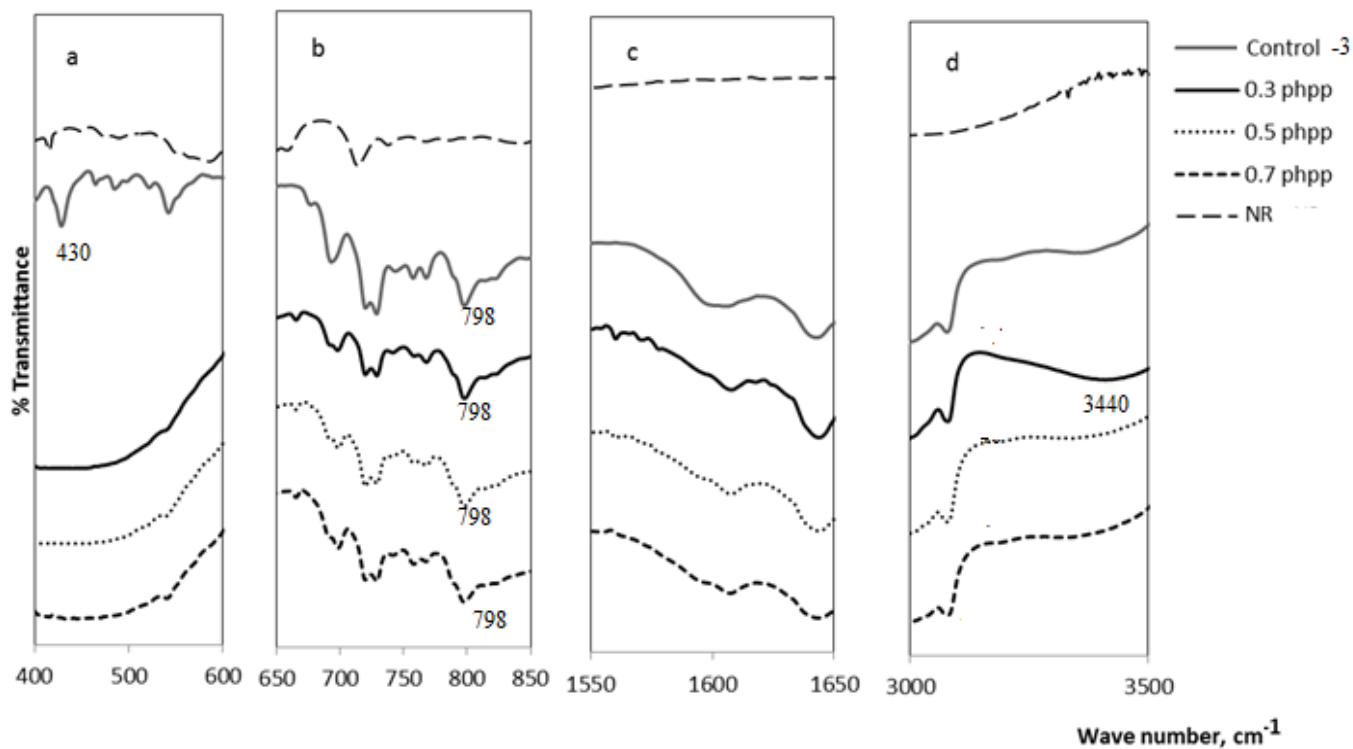 a
b
c
d
Control -3
0.3 phpp
0.5 phpp
0.7 phpp
NR
% Transmittance
430
798
798
798
798
3440
400 500 600
650 700 750 800 850
1550 1600 1650
3000 3500
Wave number, cm⁻¹